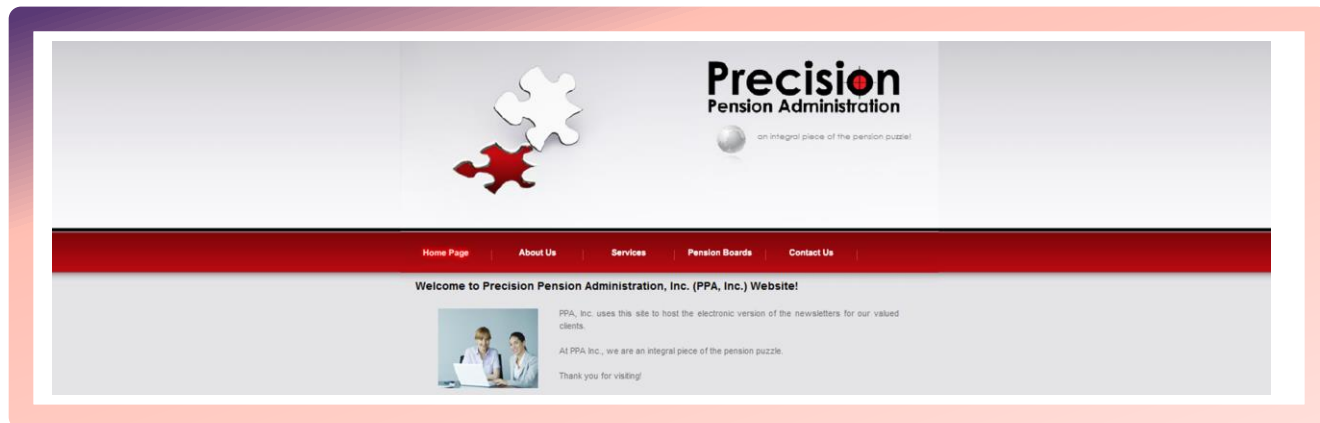 Precision
Pension Administration
an integral piece of the pension puzzle!
Home Page About Us Services Pension Boards Contact Us
Welcome to Precision Pension Administration, Inc. (PPA, Inc.) Website!
PPA, Inc. uses this site to host the electronic version of the newsletters for our valued
clients.
At PPA Inc., we are an integral piece of the pension puzzle.
Thank you for visiting!